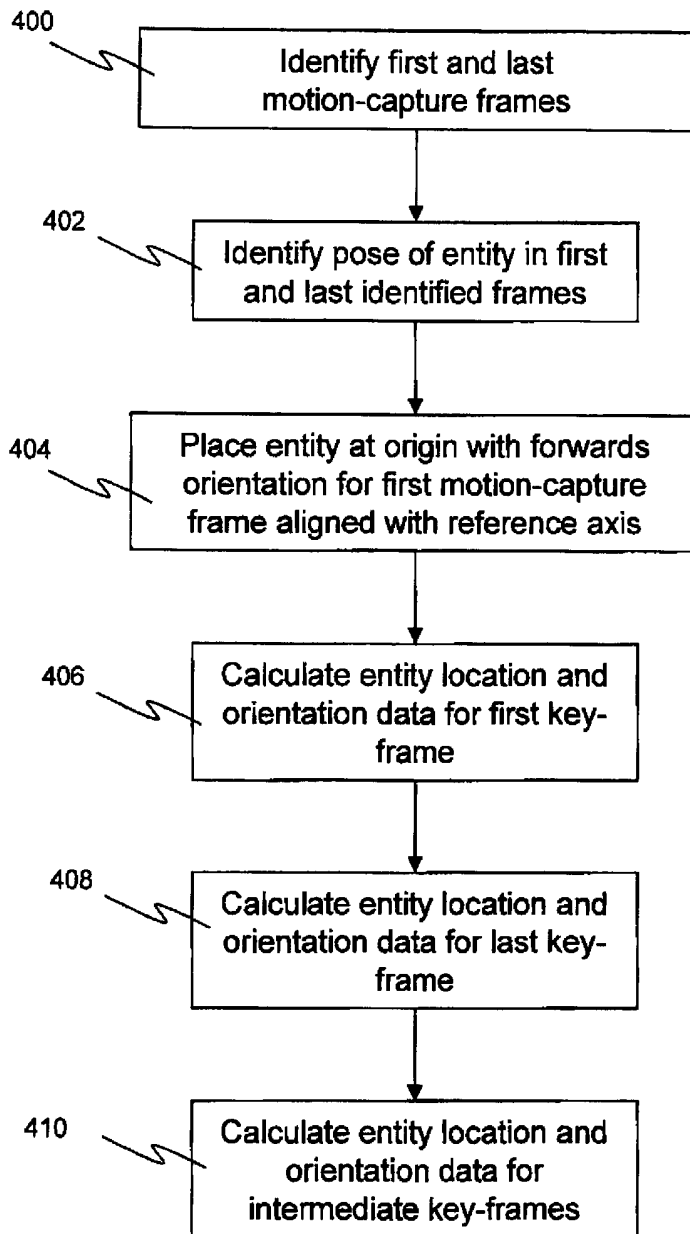 400
Identify first and last
motion-capture frames
402
Identify pose of entity in first
and last identified frames
404
Place entity at origin with forwards
orientation for first motion-capture
frame aligned with reference axis
406
Calculate entity location and
orientation data for first key-
frame
408
Calculate entity location and
orientation data for last key-
frame
410
Calculate entity location and
orientation data for
intermediate key-frames